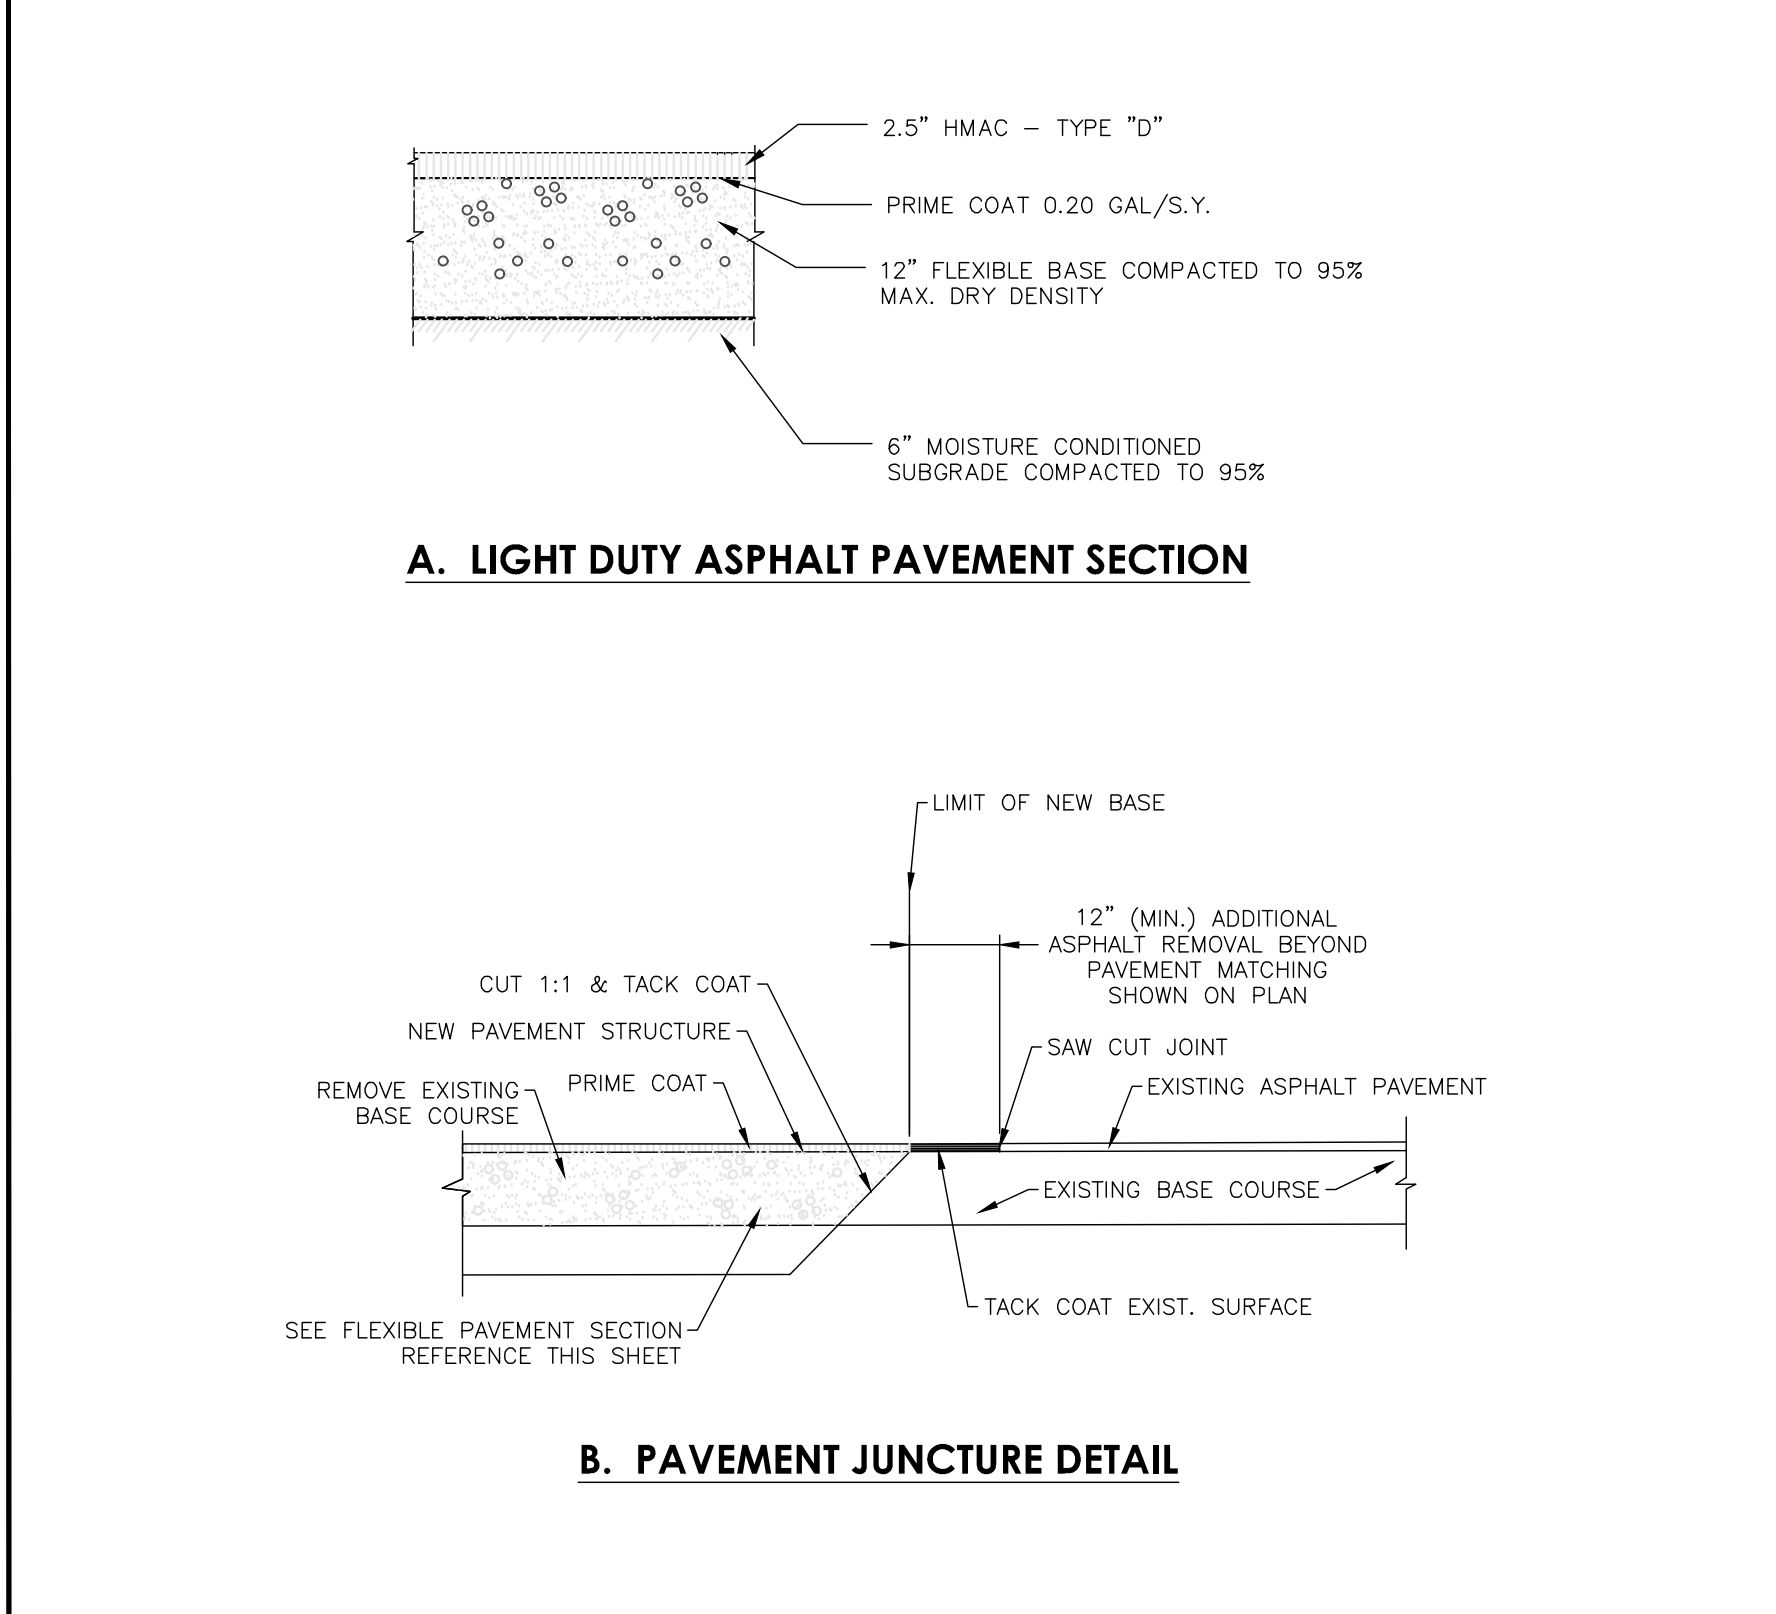 2.5” HMAC – TYPE ”D”
PRIME COAT 0.20 GAL/S.Y.
12” FLEXIBLE BASE COMPACTED TO 95%
MAX. DRY DENSITY
6” MOISTURE CONDITIONED
SUBGRADE COMPACTED TO 95%
A. LIGHT DUTY ASPHALT PAVEMENT SECTION
LIMIT OF NEW BASE
12” (MIN.) ADDITIONAL
ASPHALT REMOVAL BEYOND
PAVEMENT MATCHING
SHOWN ON PLAN
CUT 1:1 & TACK COAT
NEW PAVEMENT STRUCTURE
SAW CUT JOINT
PRIME COAT
EXISTING ASPHALT PAVEMENT
REMOVE EXISTING
BASE COURSE
EXISTING BASE COURSE
TACK COAT EXIST. SURFACE
SEE FLEXIBLE PAVEMENT SECTION
REFERENCE THIS SHEET
B. PAVEMENT JUNCTURE DETAIL